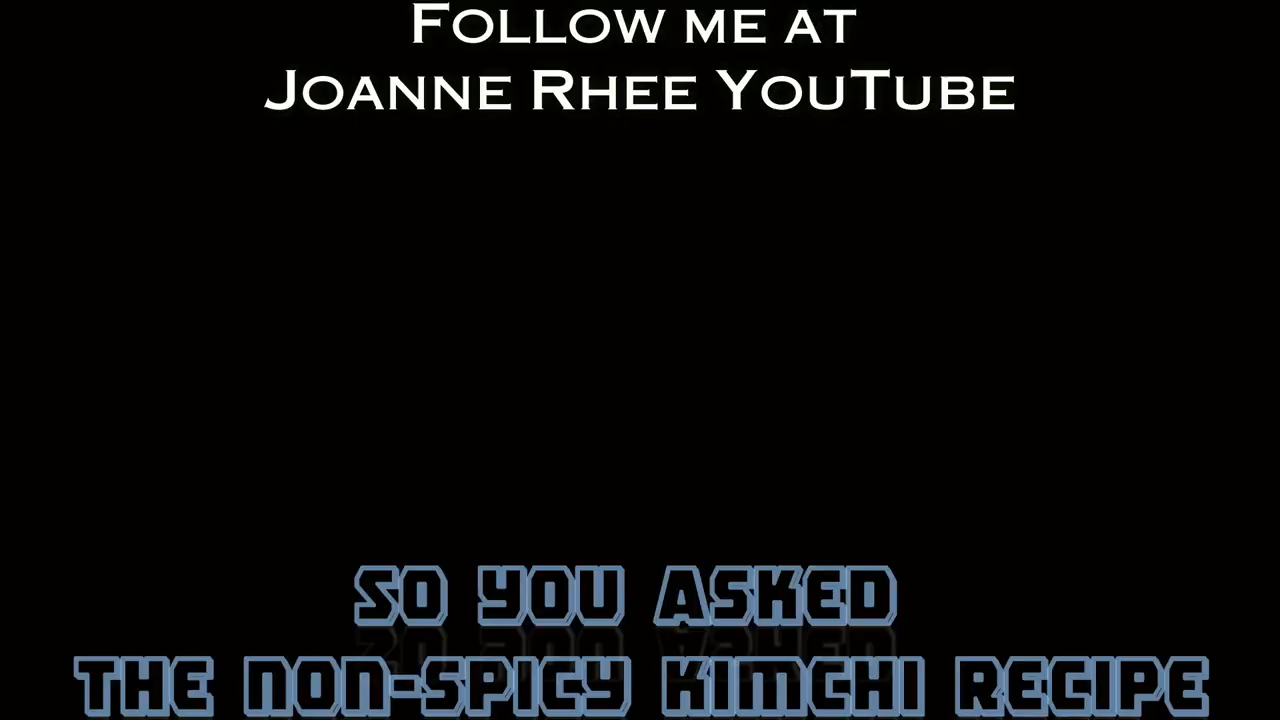 Follow me at
Joanne Rhee YouTube
SO YOU ASKED
THE NON-SPICY KIMCHI RECIPE